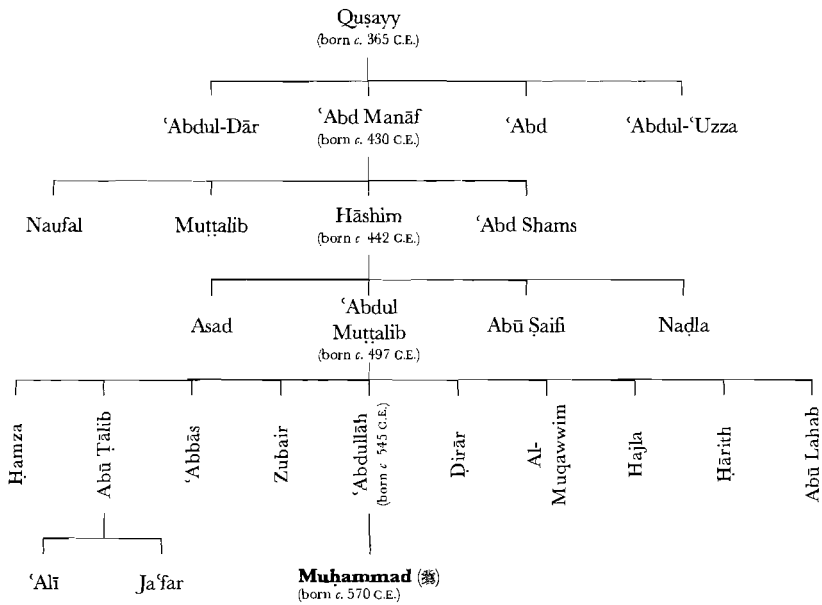 Quṣayy
(born c. 365 C.E.)
ʿAbdul-Dār
ʿAbd Manāf
(born c. 430 C.E.)
ʿAbd
ʿAbdul-ʿUzza
Naufal
Muṭṭalib
Hāshim
(born c 442 C.E.)
ʿAbd Shams
Asad
ʿAbdul
Muṭṭalib
(born c. 497 C.E.)
Abū Ṣaifi
Naḍla
Ḥamza
Abū Ṭālib
ʿAbbās
Zubair
ʿAbdullāh
(born c 545 C.E.)
Ḍirār
Al-
Muqawwim
Hajla
Ḥārith
Abū Lahab
ʿAlī
Jaʿfar
Muḥammad (ﷺ)
(born c. 570 C.E.)